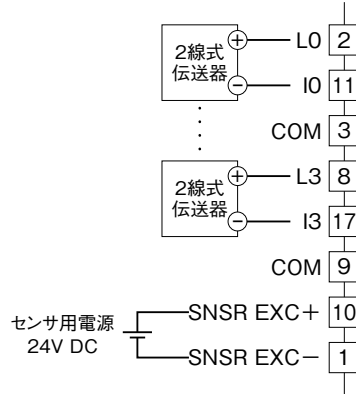 2線式
伝送器
+ L0 2
− I0 11
COM 3
2線式
伝送器
+ L3 8
− I3 17
COM 9
センサ用電源
24V DC
SNSR EXC+ 10
SNSR EXC− 1